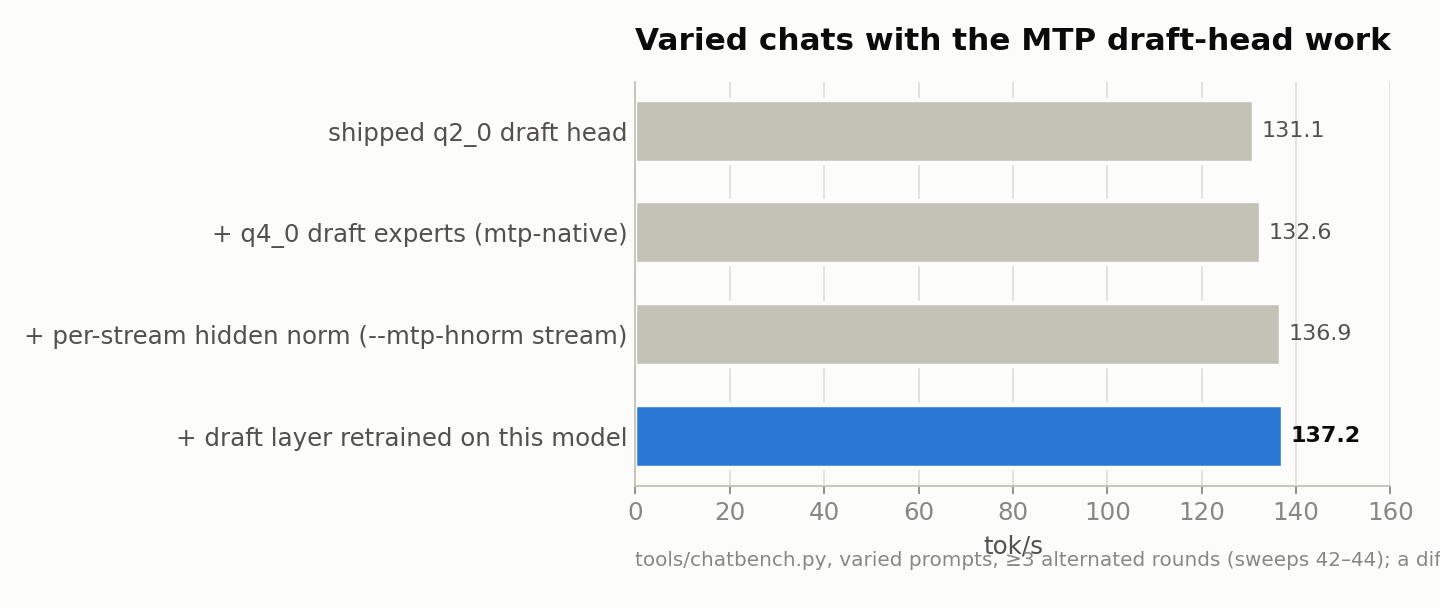 Varied chats with the MTP draft-head work
shipped q2_0 draft head 131.1
+ q4_0 draft experts (mtp-native) 132.6
+ per-stream hidden norm (--mtp-hnorm stream) 136.9
+ draft layer retrained on this model 137.2
0 20 40 60 80 100 120 140 160
tok/s
tools/chatbench.py, varied prompts, ≥3 alternated rounds (sweeps 42–44); a